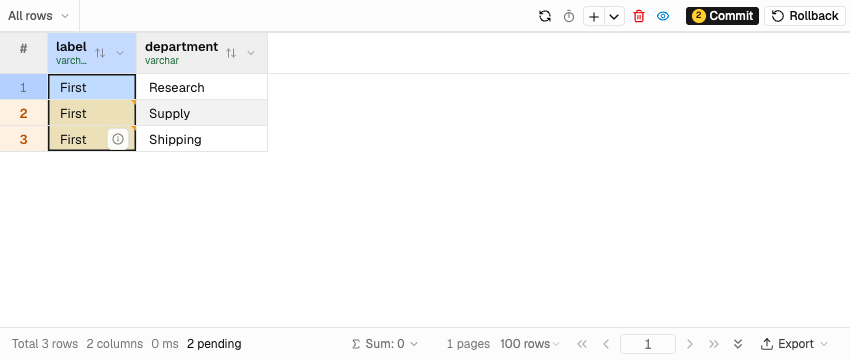 All rows
2 Commit
Rollback
# label department
varch... varchar
1 First Research
2 First Supply
3 First Shipping
Total 3 rows 2 columns 0 ms 2 pending
Σ Sum: 0
1 pages 100 rows
1
Export